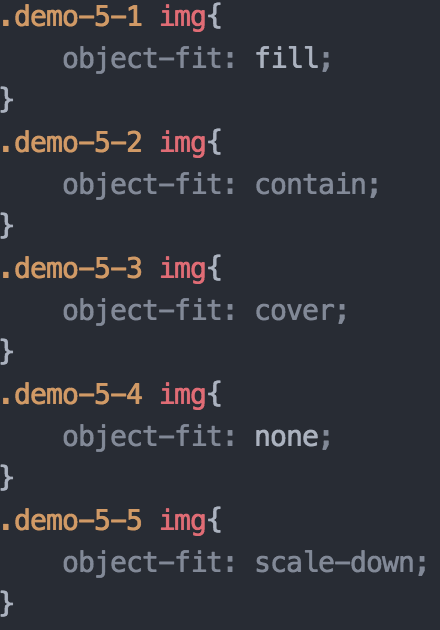 .demo-5-1 img{
    object-fit: fill;
}
.demo-5-2 img{
    object-fit: contain;
}
.demo-5-3 img{
    object-fit: cover;
}
.demo-5-4 img{
    object-fit: none;
}
.demo-5-5 img{
    object-fit: scale-down;
}